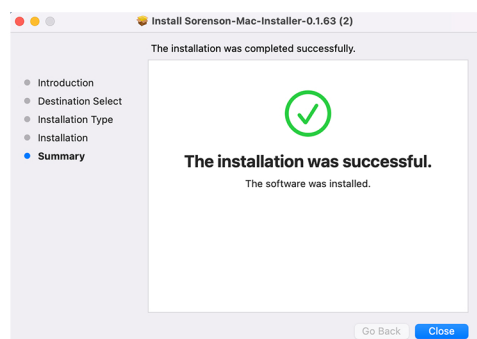 Install Sorenson-Mac-Installer-0.1.63 (2)
The installation was completed successfully.
Introduction
Destination Select
Installation Type
Installation
Summary
The installation was successful.
The software was installed.
Go Back
Close